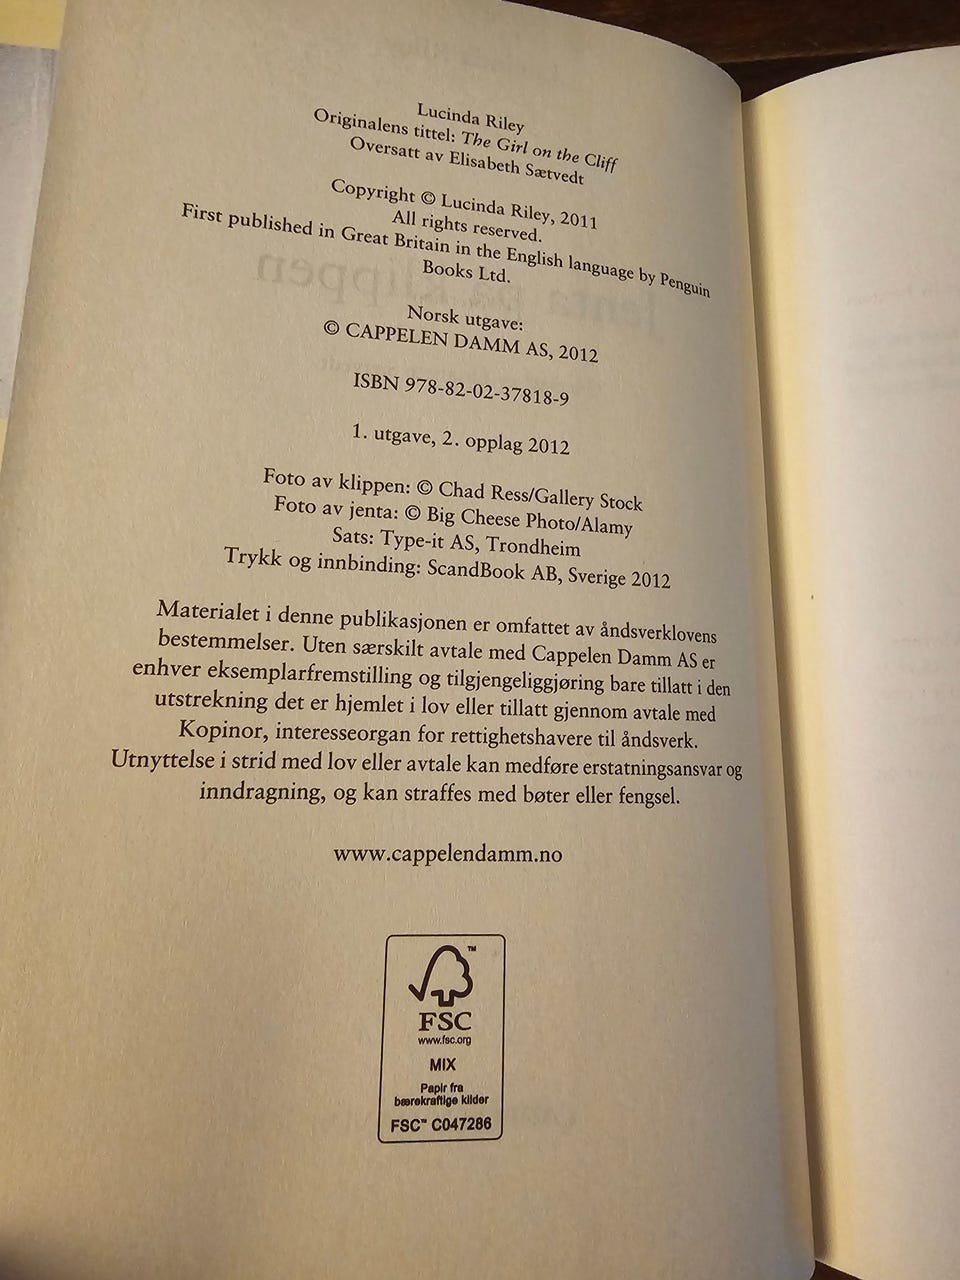 Lucinda Riley
Originalens tittel: The Girl on the Cliff
Oversatt av Elisabeth Sætvedt
Copyright © Lucinda Riley, 2011
All rights reserved.
First published in Great Britain in the English language by Penguin
Books Ltd.
Norsk utgave:
© CAPPELEN DAMM AS, 2012
ISBN 978-82-02-37818-9
1. utgave, 2. opplag 2012
Foto av klippen: © Chad Ress/Gallery Stock
Foto av jenta: © Big Cheese Photo/Alamy
Sats: Type-it AS, Trondheim
Trykk og innbinding: ScandBook AB, Sverige 2012
Materialet i denne publikasjonen er omfattet av åndsverklovens
bestemmelser. Uten særskilt avtale med Cappelen Damm AS er
enhver eksemplarfremstilling og tilgjengeliggjøring bare tillatt i den
utstrekning det er hjemlet i lov eller tillatt gjennom avtale med
Kopinor, interesseorgan for rettighetshavere til åndsverk.
Utnyttelse i strid med lov eller avtale kan medføre erstatningsansvar og
inndragning, og kan straffes med bøter eller fengsel.
www.cappelendamm.no
™
FSC
www.fsc.org
MIX
Papir fra
bærekraftige kilder
FSC™ C047286